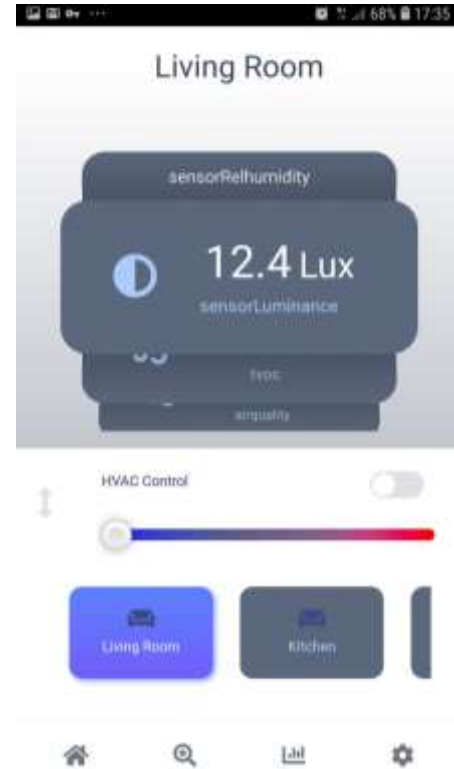 68% 17:35
Living Room
sensorRelhumidity
12.4 Lux
sensorLuminance
tvoc
airquality
HVAC Control
Living Room
Kitchen